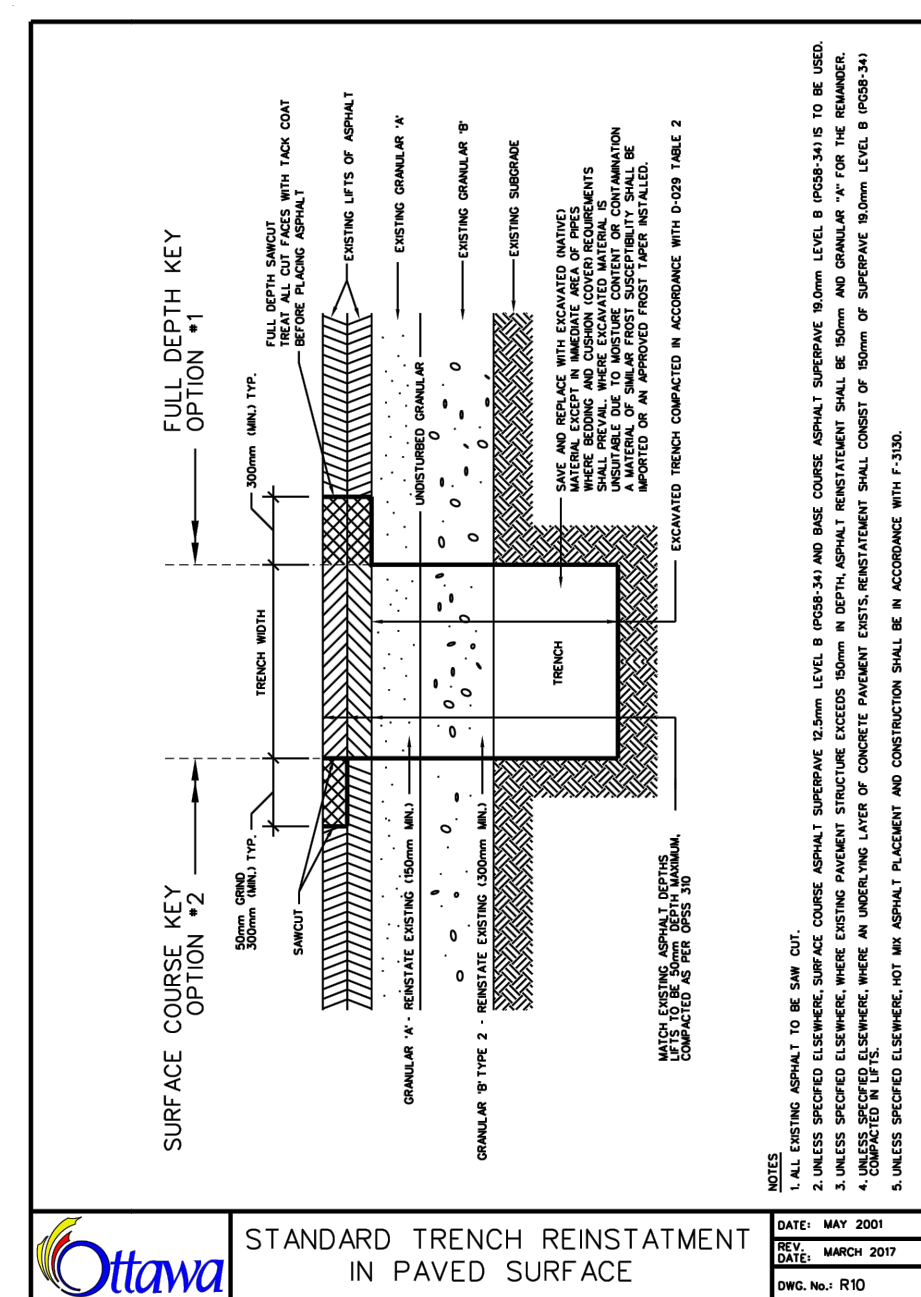 SURFACE COURSE KEY
OPTION #2
FULL DEPTH KEY
OPTION #1
50mm GRIND
300mm (MIN.) TYP.
TRENCH WIDTH
300mm (MIN.) TYP.
SAWCUT
FULL DEPTH SAWCUT
TREAT ALL CUT FACES WITH TACK COAT
BEFORE PLACING ASPHALT
EXISTING LIFTS OF ASPHALT
GRANULAR 'A' - REINSTATE EXISTING (150mm MIN.)
EXISTING GRANULAR 'A'
UNDISTURBED GRANULAR
GRANULAR 'B' TYPE 2 - REINSTATE EXISTING (300mm MIN.)
EXISTING GRANULAR 'B'
EXISTING SUBGRADE
TRENCH
SAVE AND REPLACE WITH EXCAVATED (NATIVE)
MATERIAL EXCEPT IN IMMEDIATE AREA OF PIPES
WHERE BEDDING AND CUSHION (COVER) REQUIREMENTS
SHALL PREVAIL. WHERE EXCAVATED MATERIAL IS
UNSUITABLE DUE TO MOISTURE CONTENT OR CONTAMINATION
A MATERIAL OF SIMILAR FROST SUSCEPTIBILITY SHALL BE
IMPORTED OR AN APPROVED FROST TAPER INSTALLED.
MATCH EXISTING ASPHALT DEPTHS
LIFTS TO BE 50mm DEPTH MAXIMUM,
COMPACTED AS PER OPSS 310
EXCAVATED TRENCH COMPACTED IN ACCORDANCE WITH D-029 TABLE 2
NOTES
1. ALL EXISTING ASPHALT TO BE SAW CUT.
2. UNLESS SPECIFIED ELSEWHERE, SURFACE COURSE ASPHALT SUPERPAVE 12.5mm LEVEL B (PG58-34) AND BASE COURSE ASPHALT SUPERPAVE 19.0mm LEVEL B (PG58-34) IS TO BE USED.
3. UNLESS SPECIFIED ELSEWHERE, WHERE EXISTING PAVEMENT STRUCTURE EXCEEDS 150mm IN DEPTH, ASPHALT REINSTATEMENT SHALL BE 150mm AND GRANULAR "A" FOR THE REMAINDER.
4. UNLESS SPECIFIED ELSEWHERE, WHERE AN UNDERLYING LAYER OF CONCRETE PAVEMENT EXISTS, REINSTATEMENT SHALL CONSIST OF 150mm OF SUPERPAVE 19.0mm LEVEL B (PG58-34)
COMPACTED IN LIFTS.
5. UNLESS SPECIFIED ELSEWHERE, HOT MIX ASPHALT PLACEMENT AND CONSTRUCTION SHALL BE IN ACCORDANCE WITH F-3130.
Ottawa
STANDARD TRENCH REINSTATMENT
IN PAVED SURFACE
DATE: MAY 2001
REV. DATE: MARCH 2017
DWG. No.: R10